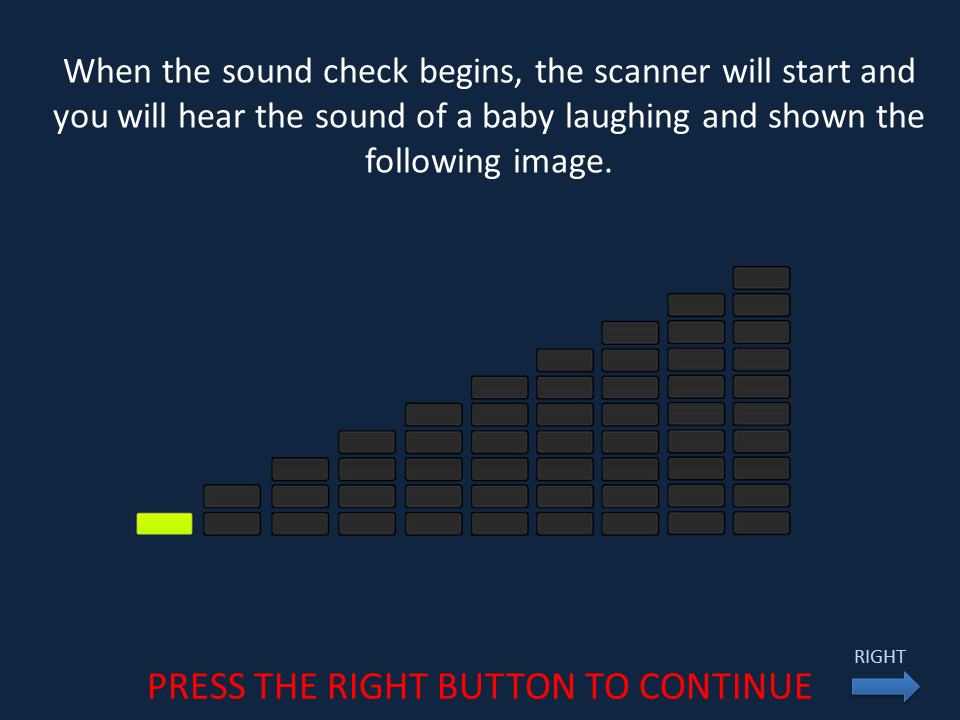 When the sound check begins, the scanner will start and
you will hear the sound of a baby laughing and shown the
following image.
RIGHT
PRESS THE RIGHT BUTTON TO CONTINUE